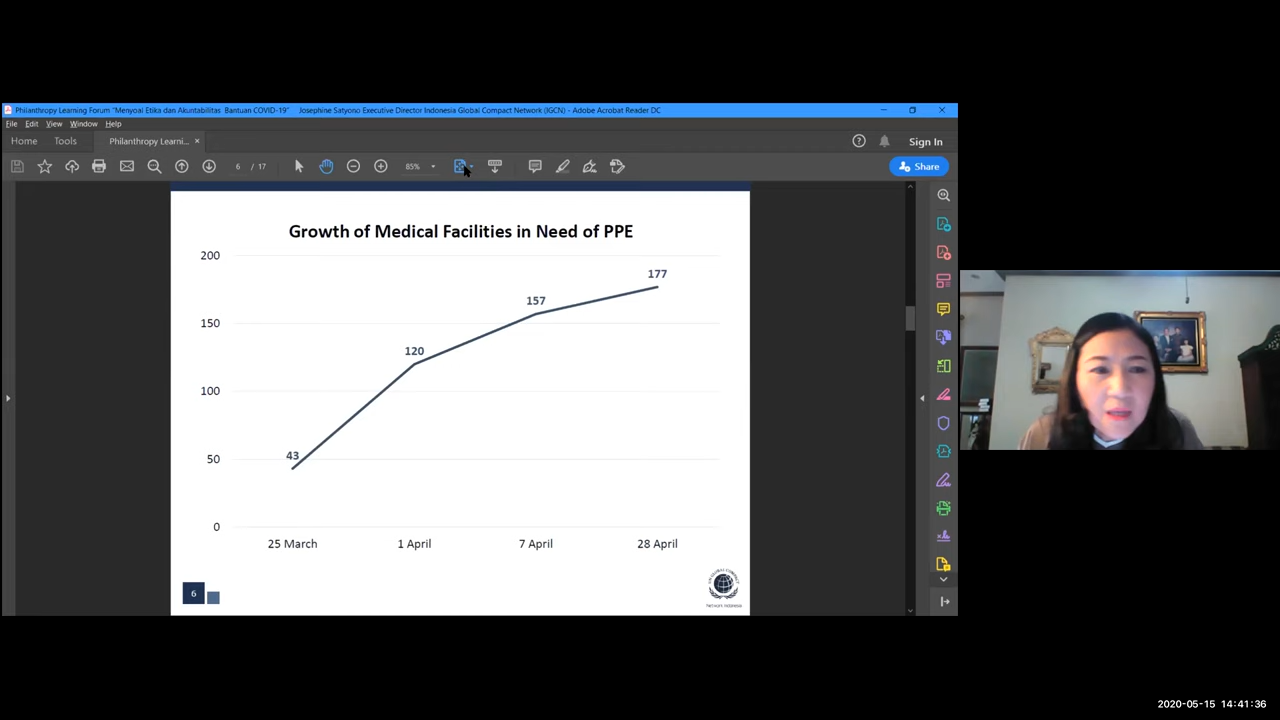 Philanthropy Learning Forum "Menyoal Etika dan Akuntabilitas Bantuan COVID-19" Josephine Satyono Executive Director Indonesia Global Compact Network (IGCN) - Adobe Acrobat Reader DC
File Edit View Window Help
Home Tools Philanthropy Learni... × Sign In
6 / 17 85% Share
Growth of Medical Facilities in Need of PPE
200
177
157
150
120
100
43
50
0
25 March 1 April 7 April 28 April
6
Network Indonesia
2020-05-15 14:41:36